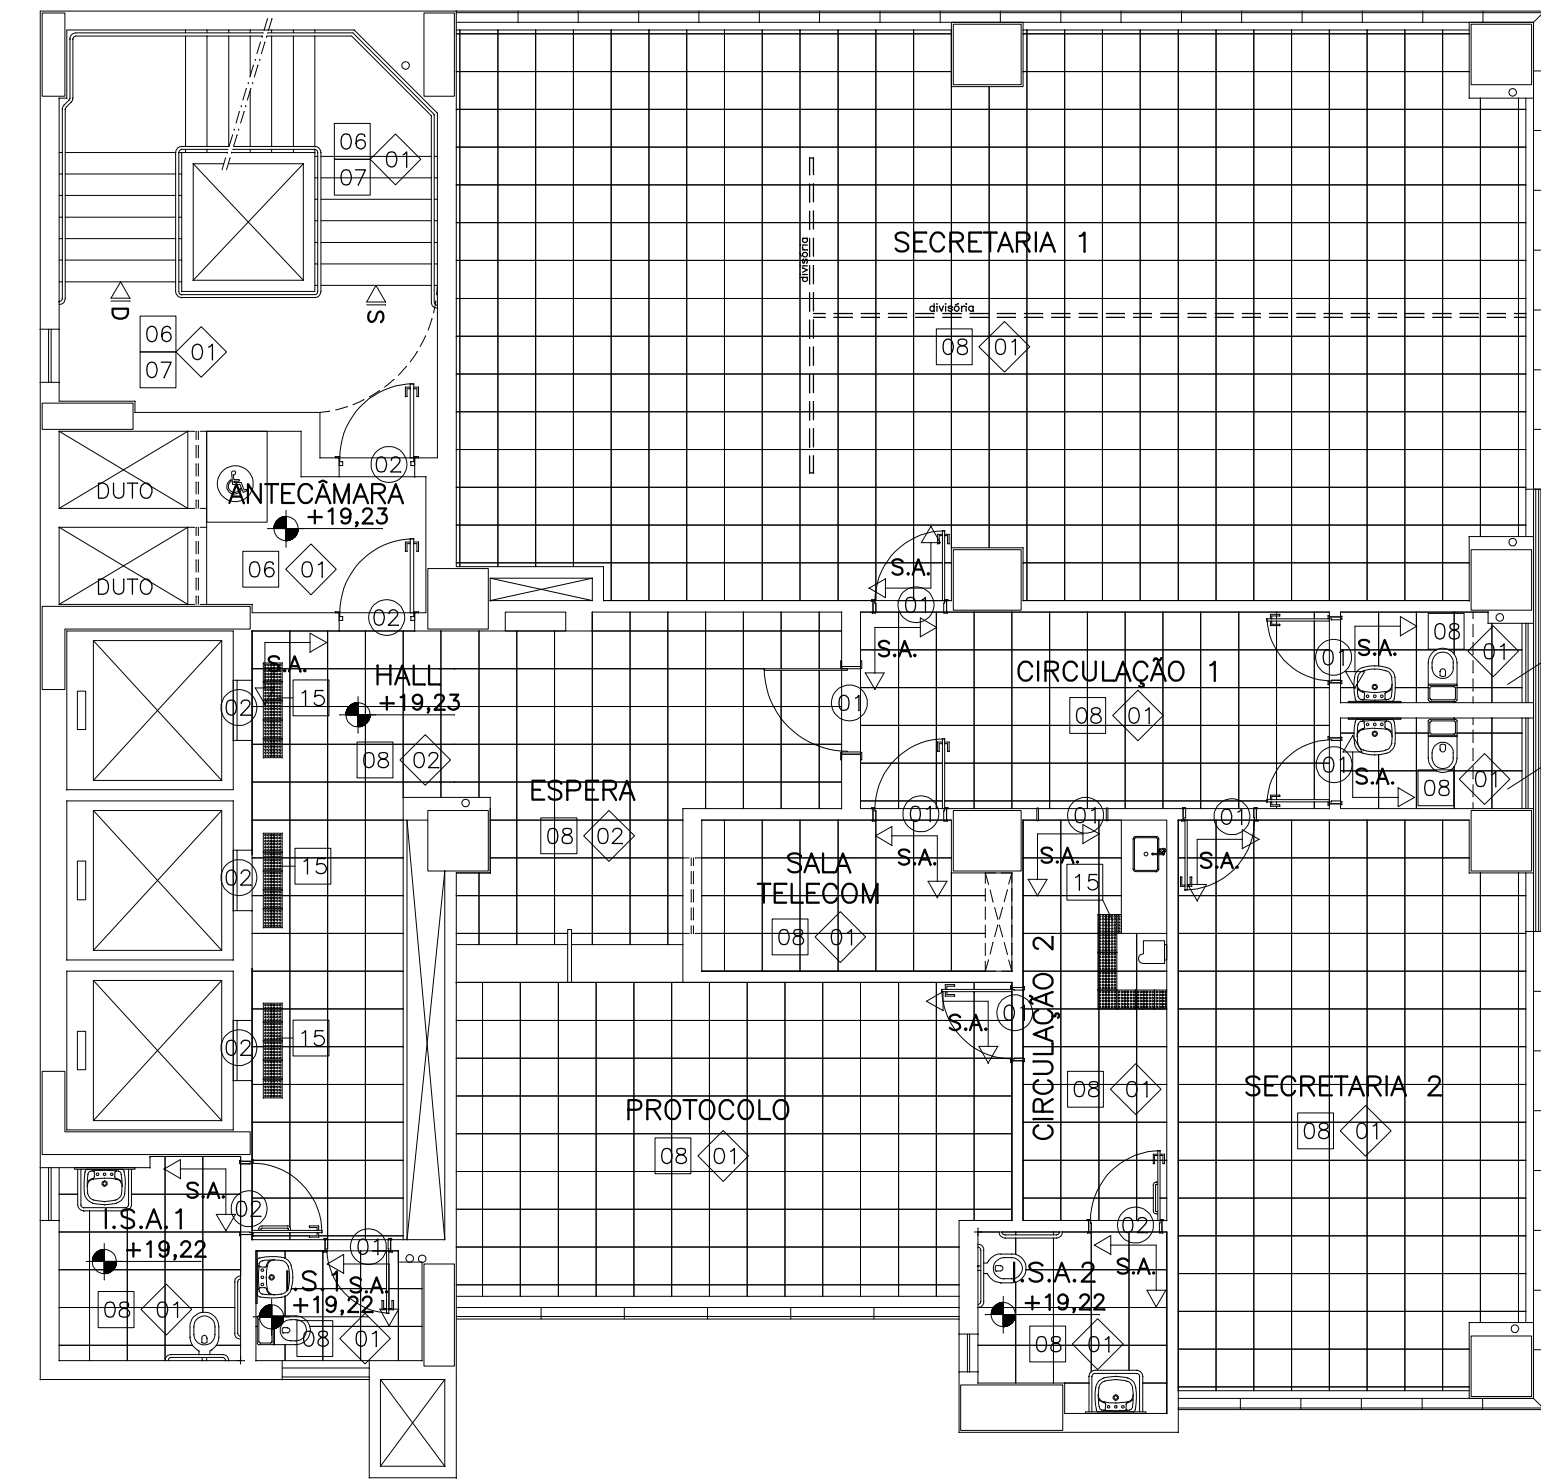 06
01
07
SECRETARIA 1
divisória
divisória
D
S
06
01
07
08
01
02
DUTO
ANTECÂMARA
+19,23
06
01
DUTO
02
S.A.
01
S.A.
HALL
+19,23
15
02
08
02
S.A.
01
CIRCULAÇÃO 1
08
01
01
S.A.
08
01
01
S.A.
08
01
ESPERA
08
02
01
S.A.
01
S.A.
01
S.A.
02
15
SALA
TELECOM
08
01
15
CIRCULAÇÃO 2
08
01
02
15
S.A.
01
PROTOCOLO
08
01
SECRETARIA 2
08
01
S.A.
02
I.S.A.1
+19,22
08
01
01
I.S.1
S.A.
+19,22
08
01
02
S.A.
I.S.A.2
+19,22
08
01